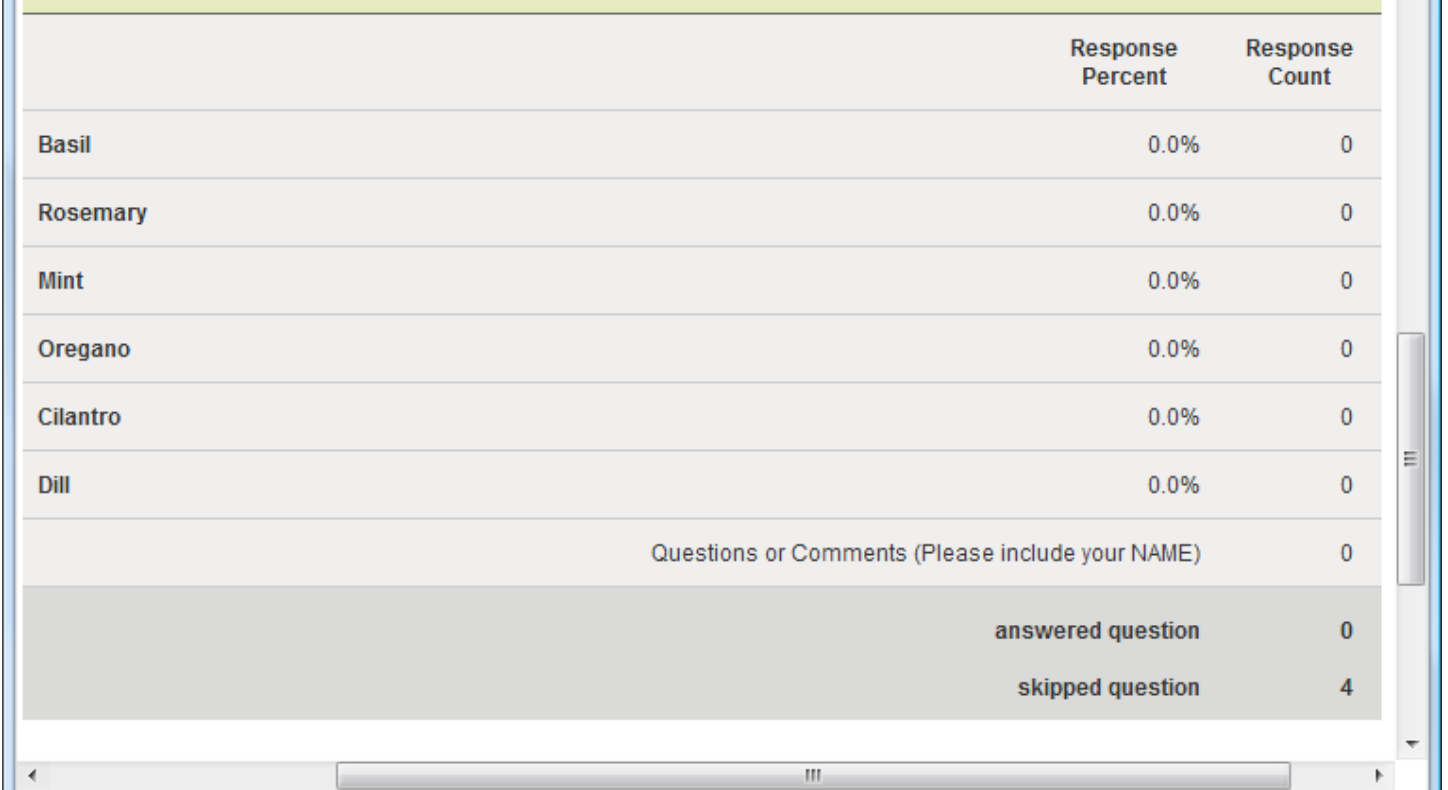 Response Percent Response Count
Basil 0.0% 0
Rosemary 0.0% 0
Mint 0.0% 0
Oregano 0.0% 0
Cilantro 0.0% 0
Dill 0.0% 0
Questions or Comments (Please include your NAME) 0
answered question 0
skipped question 4